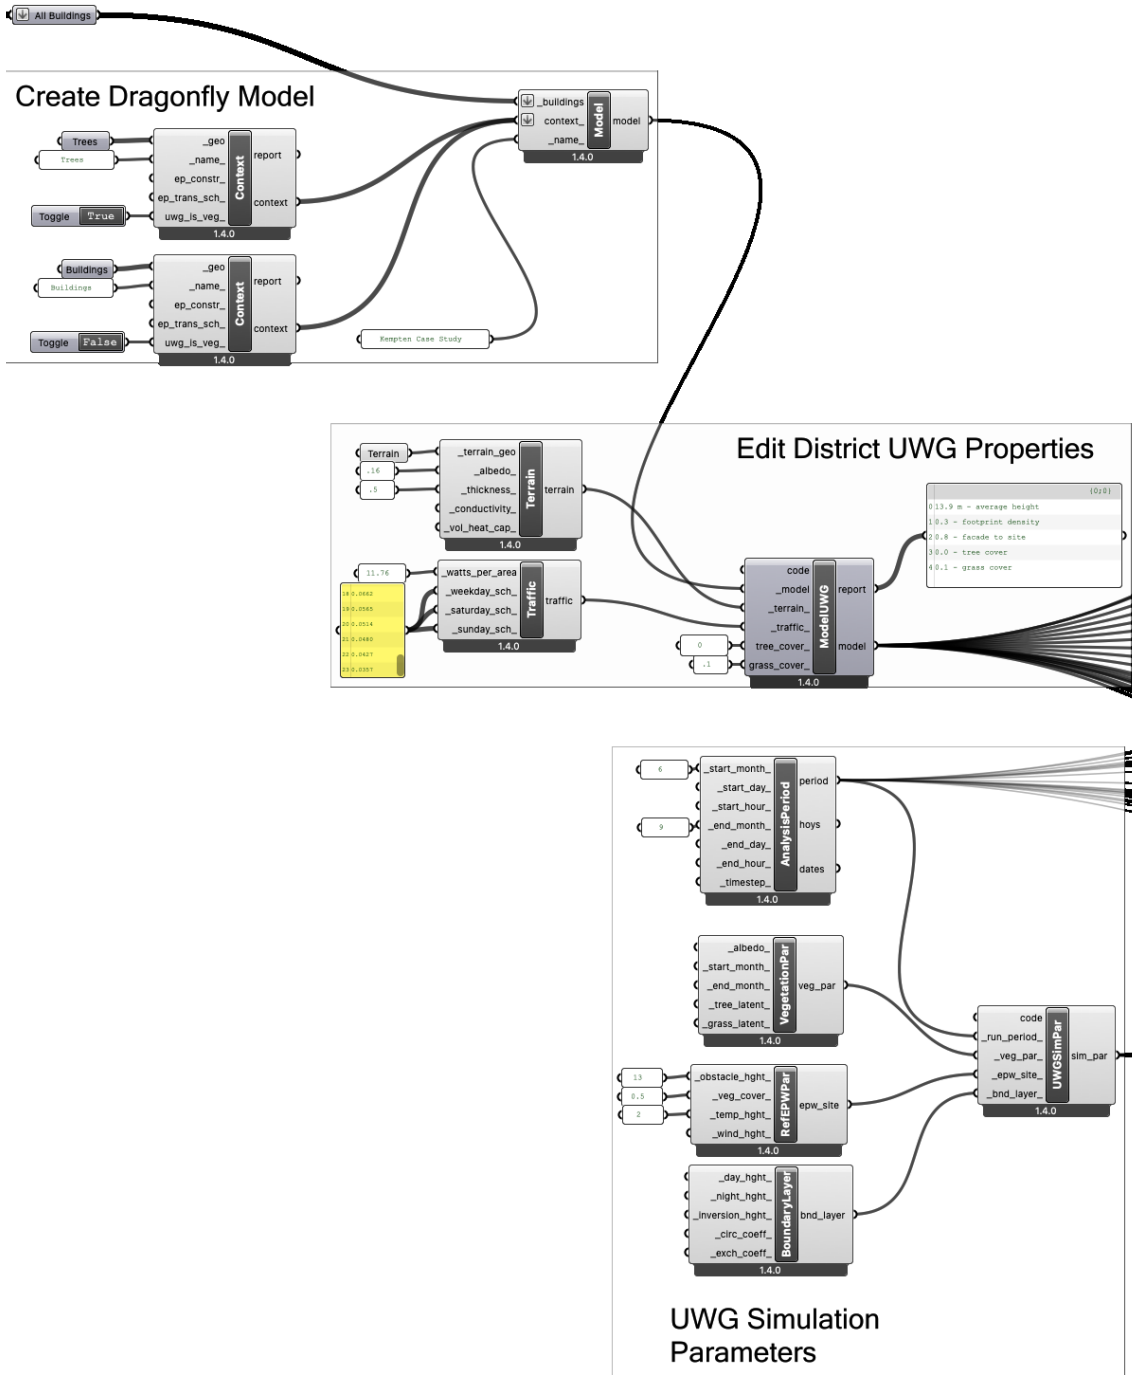 All Buildings
Create Dragonfly Model
_buildings
context_
_name_
Model
model
1.4.0
Trees
Trees
Toggle True
_geo
_name_
ep_constr_
ep_trans_sch_
uwg_is_veg_
Context
report
context
1.4.0
Buildings
Buildings
Toggle False
_geo
_name_
ep_constr_
ep_trans_sch_
uwg_is_veg_
Context
report
context
1.4.0
Kempten Case Study
Edit District UWG Properties
Terrain
.16
.5
_terrain_geo
_albedo_
_thickness_
_conductivity_
_vol_heat_cap_
Terrain
terrain
1.4.0
11.76
18 0.0662
19 0.0565
20 0.0514
21 0.0480
22 0.0427
23 0.0357
_watts_per_area
_weekday_sch_
_saturday_sch_
_sunday_sch_
Traffic
traffic
1.4.0
0
.1
code
_model
_terrain_
_traffic_
tree_cover_
grass_cover_
ModelUWG
report
model
1.4.0
{0;0}
0 13.9 m - average height
1 0.3 - footprint density
2 0.8 - facade to site
3 0.0 - tree cover
4 0.1 - grass cover
6
9
_start_month_
_start_day_
_start_hour_
_end_month_
_end_day_
_end_hour_
_timestep_
AnalysisPeriod
period
hoys
dates
1.4.0
_albedo_
_start_month_
_end_month_
_tree_latent_
_grass_latent_
VegetationPar
veg_par
1.4.0
13
0.5
2
_obstacle_hght_
_veg_cover_
_temp_hght_
_wind_hght_
RefEPWPar
epw_site
1.4.0
_day_hght_
_night_hght_
_inversion_hght_
_circ_coeff_
_exch_coeff_
BoundaryLayer
bnd_layer
1.4.0
code
_run_period_
_veg_par_
_epw_site_
_bnd_layer_
UWGSimPar
sim_par
1.4.0
UWG Simulation
Parameters